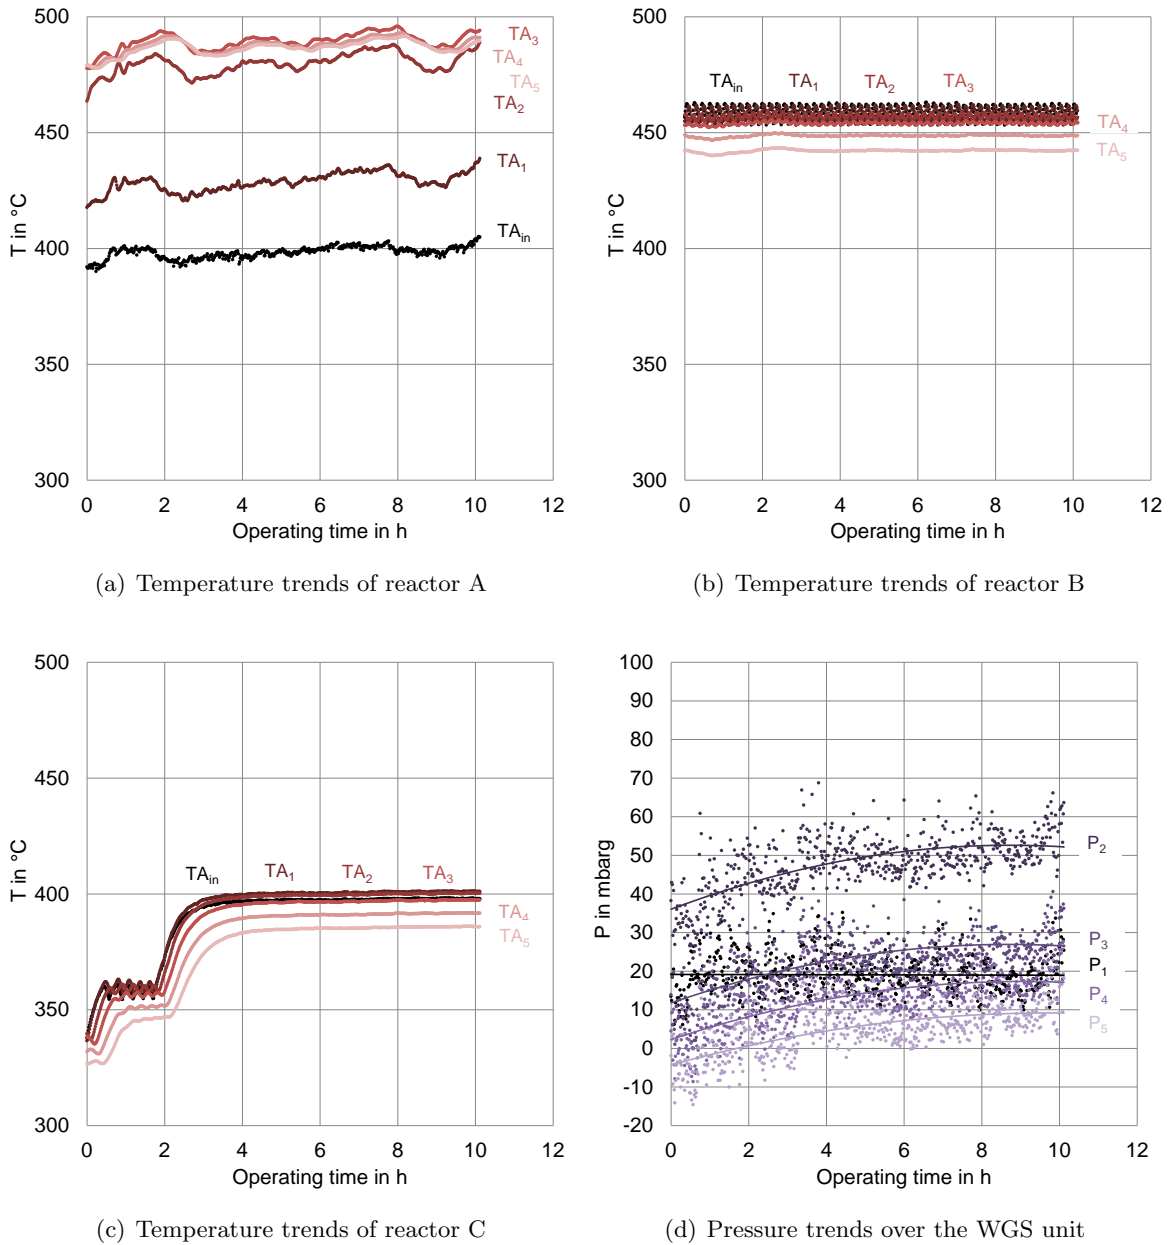 500
450
400
350
300
T in °C
TA3
TA4
TA5
TA2
TA1
TAin
0 2 4 6 8 10 12
Operating time in h
(a) Temperature trends of reactor A
500
450
400
350
300
T in °C
TAin TA1 TA2 TA3
TA4
TA5
0 2 4 6 8 10 12
Operating time in h
(b) Temperature trends of reactor B
500
450
400
350
300
T in °C
TAin TA1 TA2 TA3
TA4
TA5
0 2 4 6 8 10 12
Operating time in h
(c) Temperature trends of reactor C
100
90
80
70
60
50
40
30
20
10
0
-10
-20
P in mbarg
P2
P3
P1
P4
P5
0 2 4 6 8 10 12
Operating time in h
(d) Pressure trends over the WGS unit